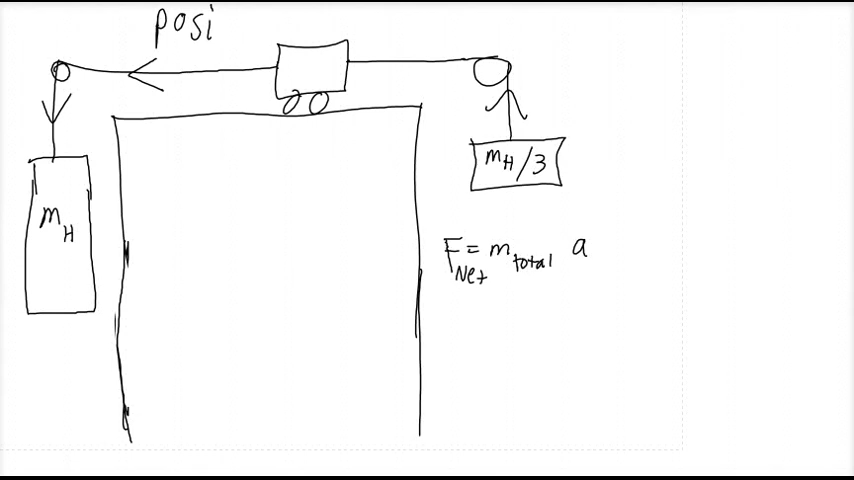 posi
m_H/3
m_H
F_Net = m_total a